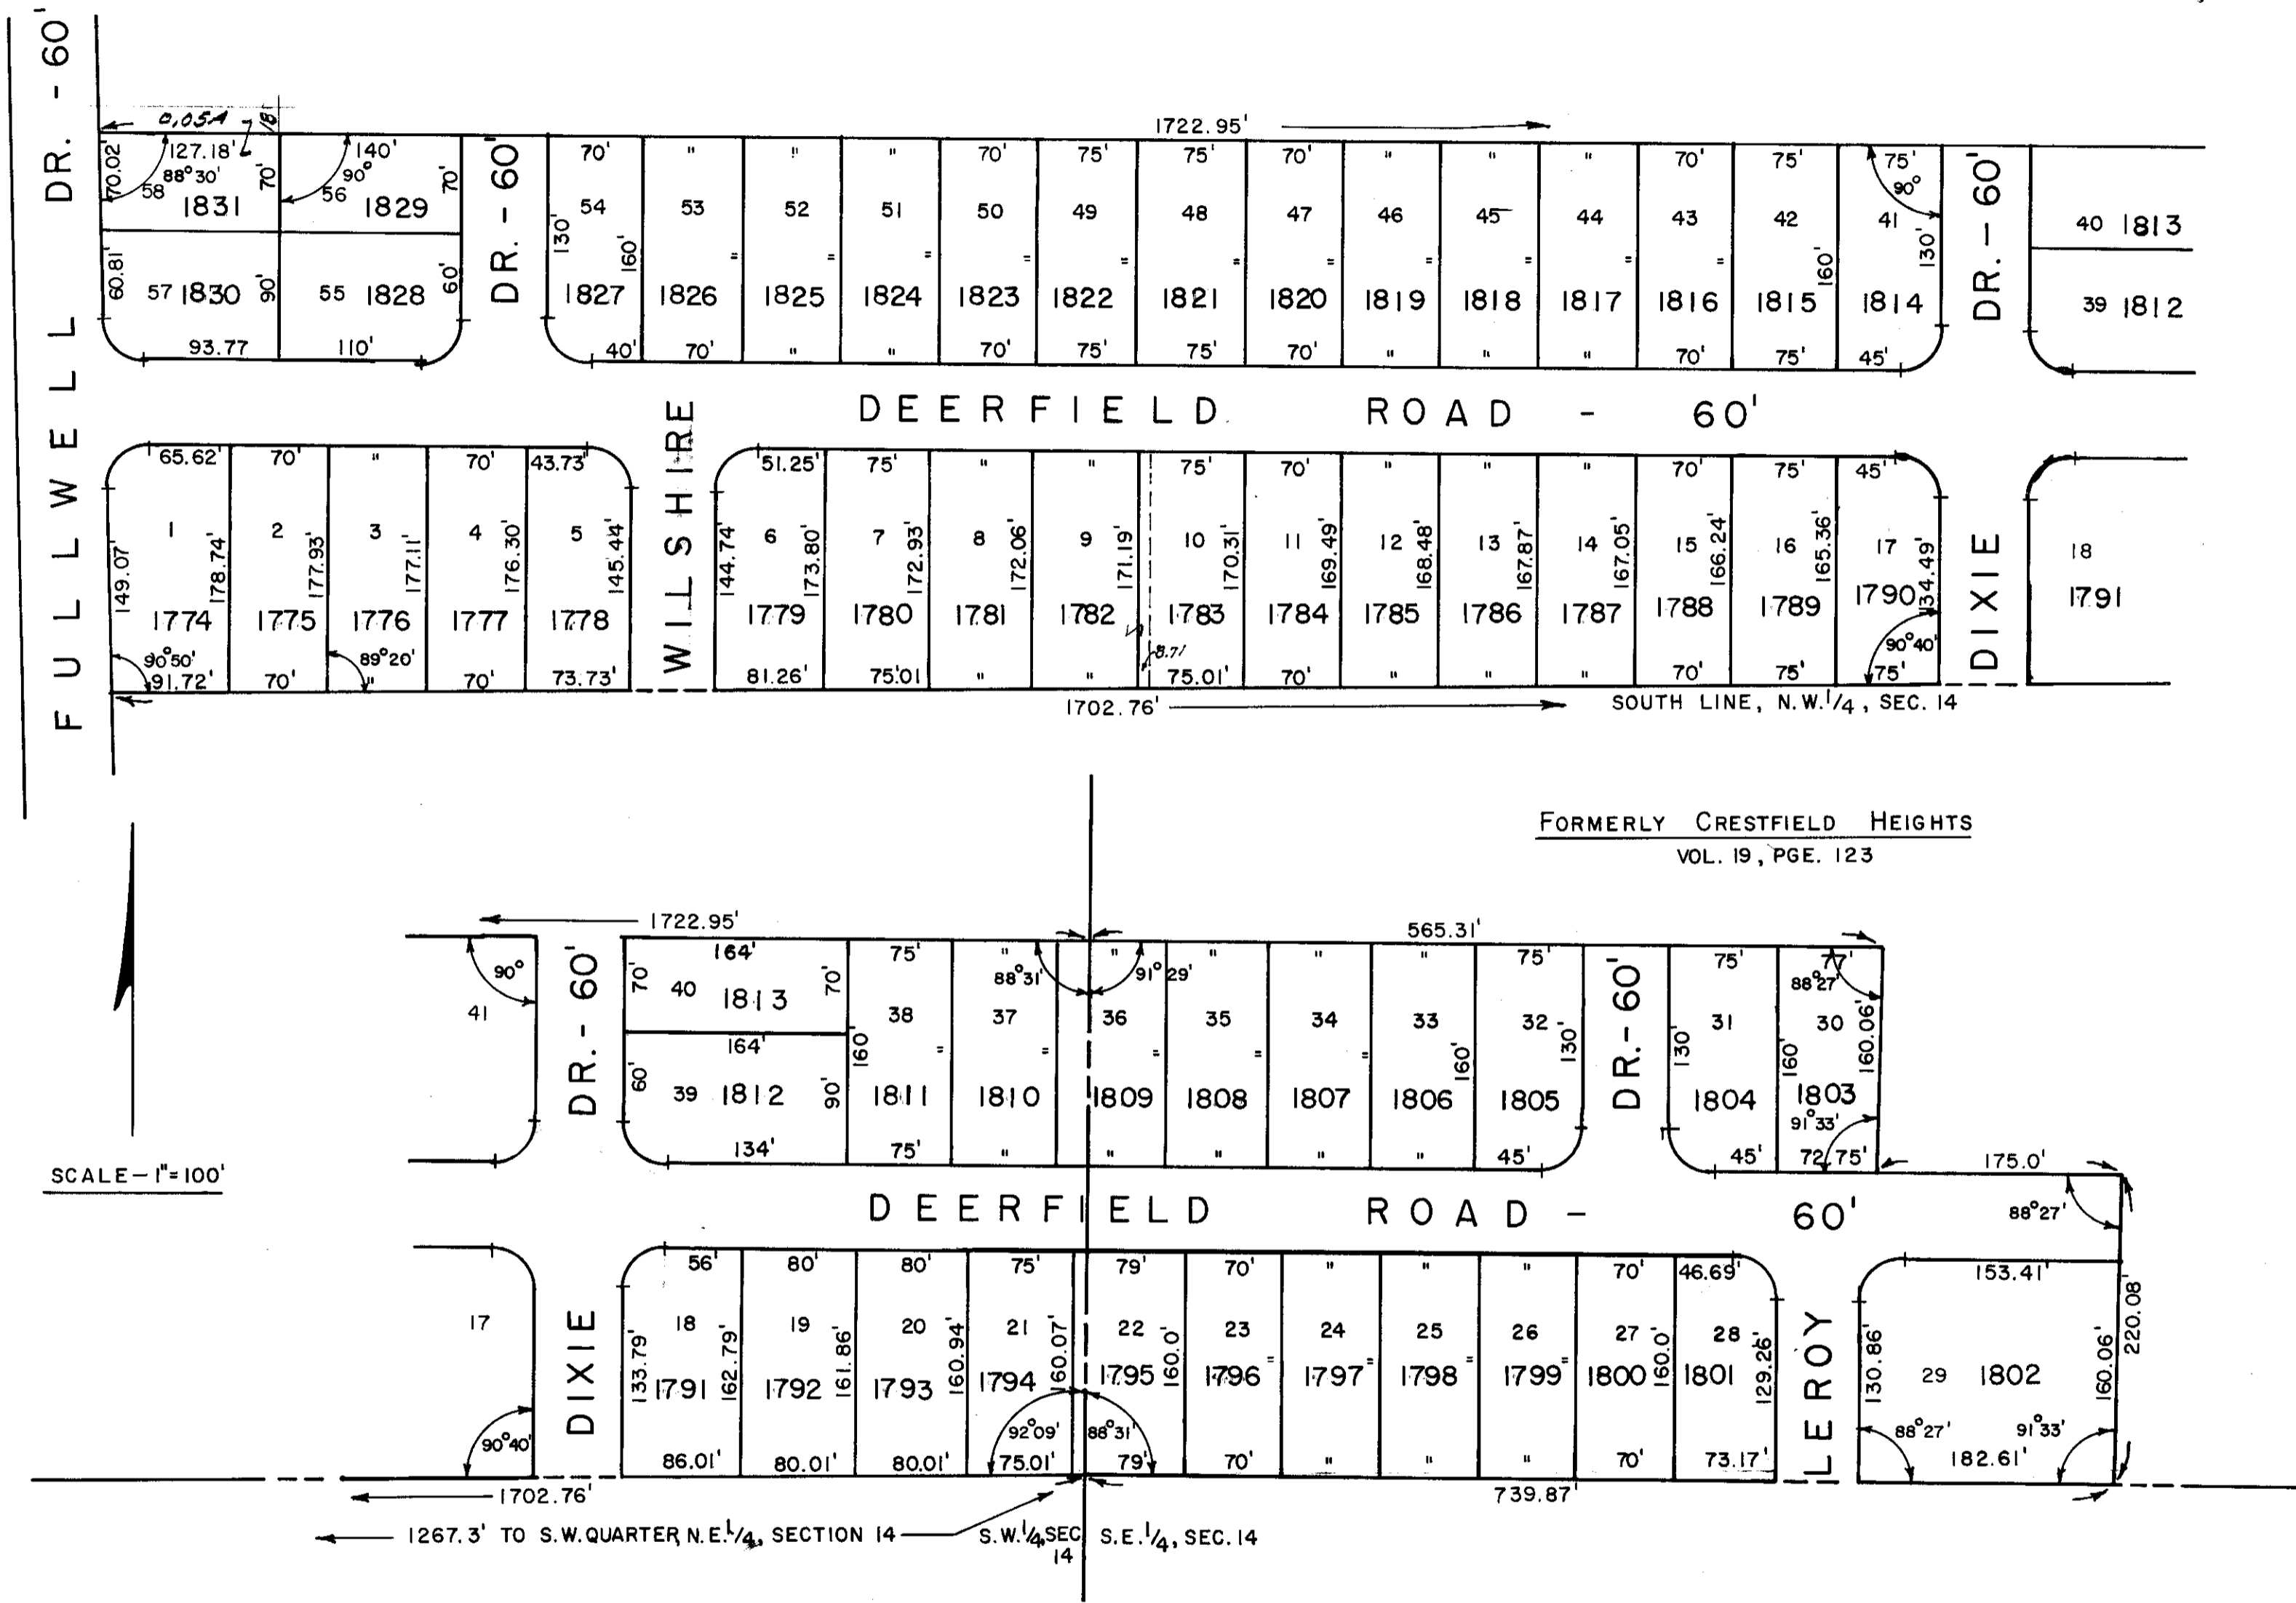 FULLWELL DR. - 60'
0.05A - 18'
1722.95'
70.02' 127.18' 70' 140' 70' DR. - 60' 70' " " " 70' 75' 75' 70' " " " 70' 75' 75' DR. - 60'
88°30' 90° 90°
58 56 54 53 52 51 50 49 48 47 46 45 44 43 42 41 40 1813
1831 1829
130' 160' = = = = = = = = = = = 160' 130'
60.81' 57 1830 90' 55 1828 60' 1827 1826 1825 1824 1823 1822 1821 1820 1819 1818 1817 1816 1815 1814 39 1812
93.77 110' 40' 70' " " 70' 75' 75' 70' " " " 70' 75' 45'
DEERFIELD ROAD - 60'
65.62' 70' " 70' 43.73' WILSHIRE 51.25' 75' " " 75' 70' " " " 70' 75' 45'
1 2 3 4 5 6 7 8 9 10 11 12 13 14 15 16 17 18
149.07' 178.74' 177.93' 177.11' 176.30' 145.44' 144.74' 173.80' 172.93' 172.06' 171.19' 170.31' 169.49' 168.48' 167.87' 167.05' 166.24' 165.36' 134.49' DIXIE
1774 1775 1776 1777 1778 1779 1780 1781 1782 1783 1784 1785 1786 1787 1788 1789 1790 1791
90°50' 89°20' 8.71 90°40'
91.72' 70' " 70' 73.73' 81.26' 75'.01 " " 75.01' 70' " " " 70' 75' 75'
1702.76' SOUTH LINE, N.W.1/4, SEC. 14
FORMERLY CRESTFIELD HEIGHTS
VOL. 19, PGE. 123
1722.95' 565.31'
DR. - 60' 164' 75' " " " " " 75' DR. - 60' 75' 77'
90° 70' 70' 88°31' 91°29' 88°27'
41 40 1813 38 37 36 35 34 33 32 31 30
164' 160' = = = = = 160' 130' 130' 160' 160.06'
60' 39 1812 90' 1811 1810 1809 1808 1807 1806 1805 1804 1803
91°33'
134' 75' " " " " " 45' 45' 72.75' 175.0'
SCALE - 1"=100'
DEERFIELD ROAD - 60' 88°27'
56' 80' 80' 75' 79' 70' " " " 70' 46.69' 153.41'
17 DIXIE 18 19 20 21 22 23 24 25 26 27 28 LEROY 220.08'
133.79' 162.79' 161.86' 160.94' 160.07' 160.0' = = = = 160.0' 129.26' 130.86' 160.06'
1791 1792 1793 1794 1795 1796 1797 1798 1799 1800 1801 29 1802
90°40' 92°09' 88°31' 88°27' 91°33'
86.01' 80.01' 80.01' 75.01' 79' 70' " " " 70' 73.17' 182.61'
1702.76' 739.87'
1267.3' TO S.W. QUARTER, N.E.1/4, SECTION 14 S.W.1/4, SEC. 14 S.E.1/4, SEC. 14